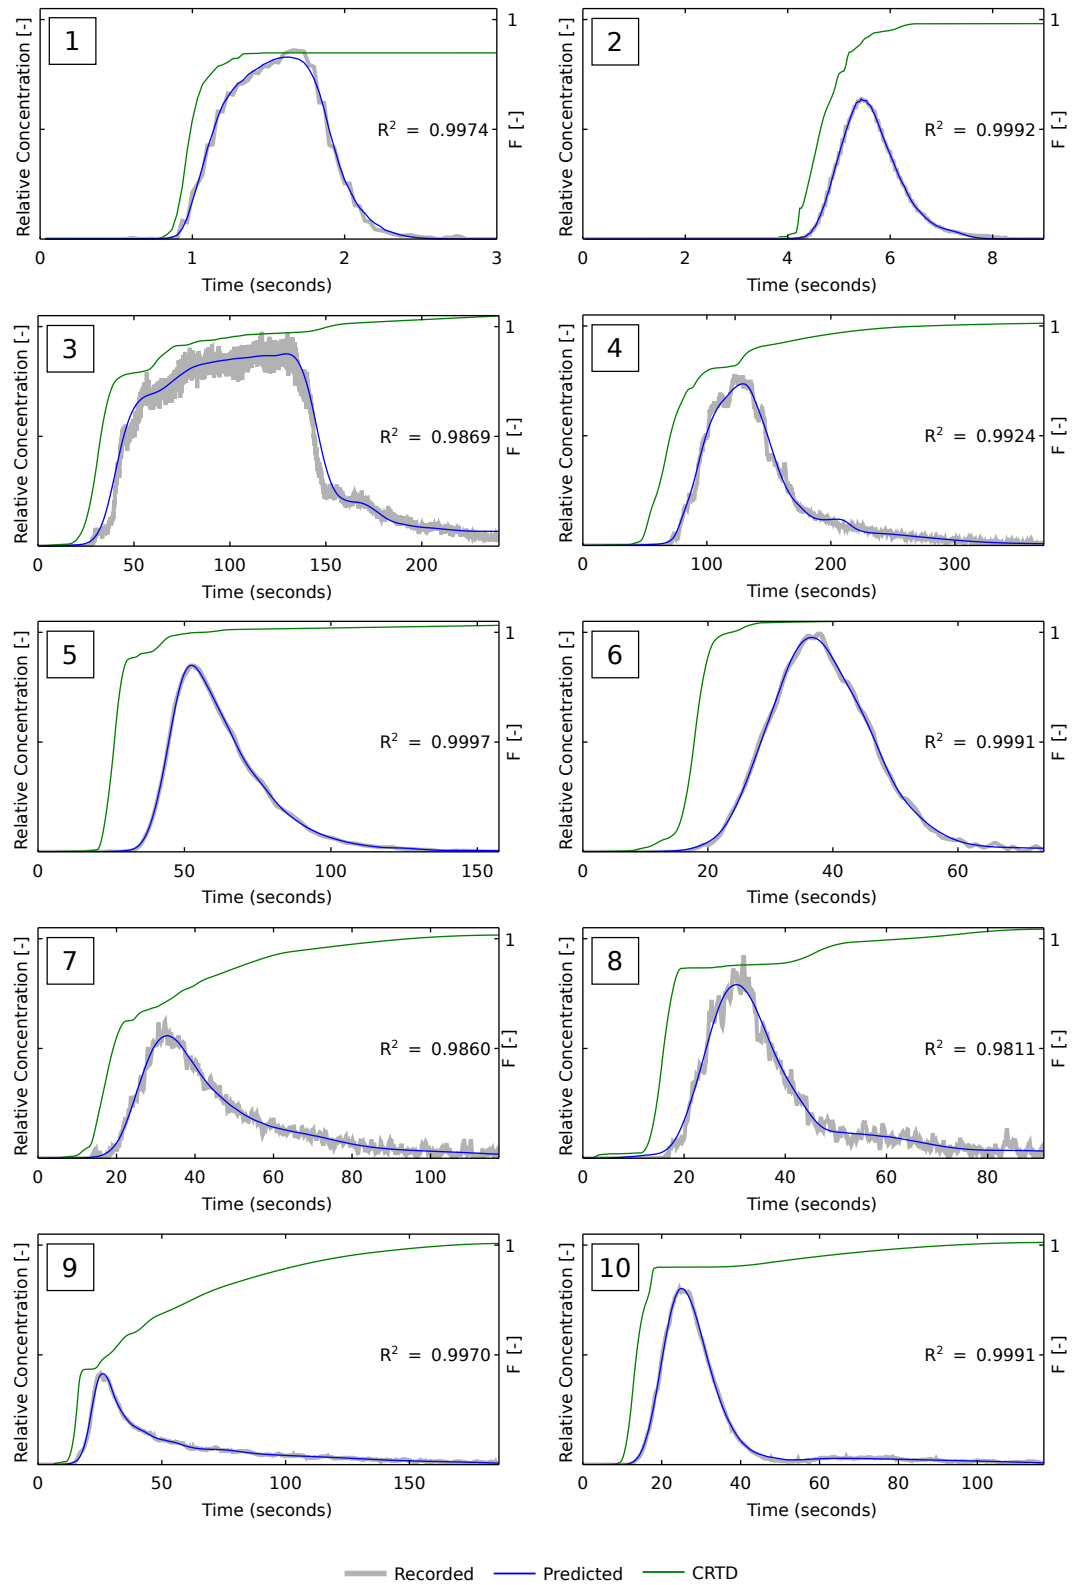 1
Relative Concentration [-]
R² = 0.9974
1
F [-]
0 1 2 3
Time (seconds)
2
Relative Concentration [-]
R² = 0.9992
1
F [-]
0 2 4 6 8
Time (seconds)
3
Relative Concentration [-]
R² = 0.9869
1
F [-]
0 50 100 150 200
Time (seconds)
4
Relative Concentration [-]
R² = 0.9924
1
F [-]
0 100 200 300
Time (seconds)
5
Relative Concentration [-]
R² = 0.9997
1
F [-]
0 50 100 150
Time (seconds)
6
Relative Concentration [-]
R² = 0.9991
1
F [-]
0 20 40 60
Time (seconds)
7
Relative Concentration [-]
R² = 0.9860
1
F [-]
0 20 40 60 80 100
Time (seconds)
8
Relative Concentration [-]
R² = 0.9811
1
F [-]
0 20 40 60 80
Time (seconds)
9
Relative Concentration [-]
R² = 0.9970
1
F [-]
0 50 100 150
Time (seconds)
10
Relative Concentration [-]
R² = 0.9991
1
F [-]
0 20 40 60 80 100
Time (seconds)
Recorded Predicted CRTD